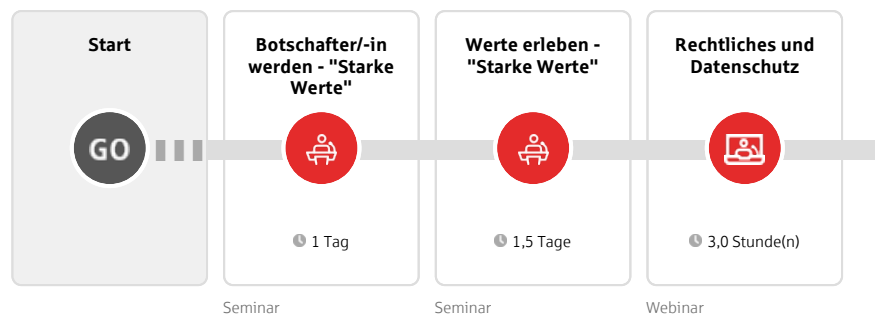 Start
GO
Botschafter/-in
werden - "Starke
Werte"
1 Tag
Seminar
Werte erleben -
"Starke Werte"
1,5 Tage
Seminar
Rechtliches und
Datenschutz
3,0 Stunde(n)
Webinar